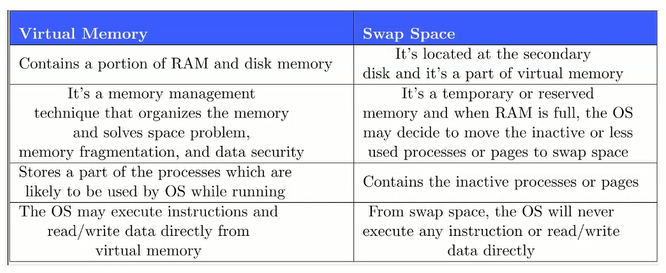 Virtual Memory
Swap Space
Contains a portion of RAM and disk memory
It's located at the secondary
disk and it's a part of virtual memory
It's a memory management
technique that organizes the memory
and solves space problem,
memory fragmentation, and data security
It's a temporary or reserved
memory and when RAM is full, the OS
may decide to move the inactive or less
used processes or pages to swap space
Stores a part of the processes which are
likely to be used by OS while running
Contains the inactive processes or pages
The OS may execute instructions and
read/write data directly from
virtual memory
From swap space, the OS will never
execute any instruction or read/write
data directly